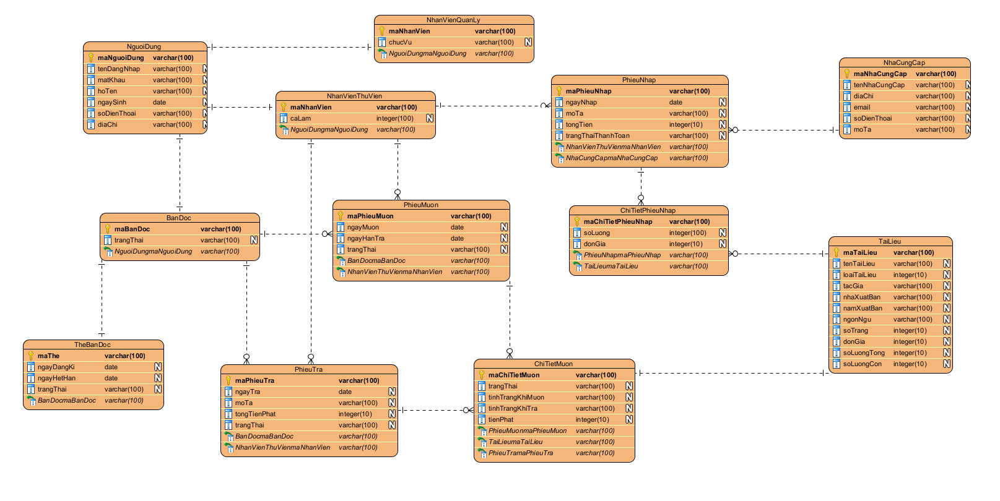 NhanVienQuanLy
maNhanVien varchar(100)
chucVu varchar(100) N
NguoiDungmaNguoiDung varchar(100)
NguoiDung
maNguoiDung varchar(100)
tenDangNhap varchar(100) N
matKhau varchar(100) N
hoTen varchar(100) N
ngaySinh date N
soDienThoai varchar(100) N
diaChi varchar(100) N
NhanVienThuVien
maNhanVien varchar(100)
caLam integer(100) N
NguoiDungmaNguoiDung varchar(100)
PhieuNhap
maPhieuNhap varchar(100)
ngayNhap date N
moTa varchar(100) N
tongTien integer(10) N
trangThaiThanhToan varchar(100) N
NhanVienThuVienmaNhanVien varchar(100)
NhaCungCapmaNhaCungCap varchar(100)
NhaCungCap
maNhaCungCap varchar(100)
tenNhaCungCap varchar(100) N
diaChi varchar(100) N
email varchar(100) N
soDienThoai varchar(100) N
moTa varchar(100) N
BanDoc
maBanDoc varchar(100)
trangThai varchar(100) N
NguoiDungmaNguoiDung varchar(100)
PhieuMuon
maPhieuMuon varchar(100)
ngayMuon date N
ngayHanTra date N
trangThai varchar(100) N
BanDocmaBanDoc varchar(100)
NhanVienThuVienmaNhanVien varchar(100)
ChiTietPhieuNhap
maChiTietPhieuNhap varchar(100)
soLuong integer(100) N
donGia integer(10) N
PhieuNhapmaPhieuNhap varchar(100)
TaiLieumaTaiLieu varchar(100)
TaiLieu
maTaiLieu varchar(100)
tenTaiLieu varchar(100) N
loaiTaiLieu integer(10) N
tacGia varchar(100) N
nhaXuatBan varchar(100) N
namXuatBan varchar(100) N
ngonNgu varchar(100) N
soTrang integer(10) N
donGia integer(10) N
soLuongTong integer(10) N
soLuongCon integer(10) N
TheBanDoc
maThe varchar(100)
ngayDangKi date N
ngayHetHan date N
trangThai varchar(100) N
BanDocmaBanDoc varchar(100)
PhieuTra
maPhieuTra varchar(100)
ngayTra date N
moTa varchar(100) N
tongTienPhat integer(10) N
trangThai varchar(100) N
BanDocmaBanDoc varchar(100)
NhanVienThuVienmaNhanVien varchar(100)
ChiTietMuon
maChiTietMuon varchar(100)
trangThai varchar(100) N
tinhTrangKhiMuon varchar(100) N
tinhTrangKhiTra varchar(100) N
tienPhat integer(10) N
PhieuMuonmaPhieuMuon varchar(100)
TaiLieumaTaiLieu varchar(100)
PhieuTramaPhieuTra varchar(100)